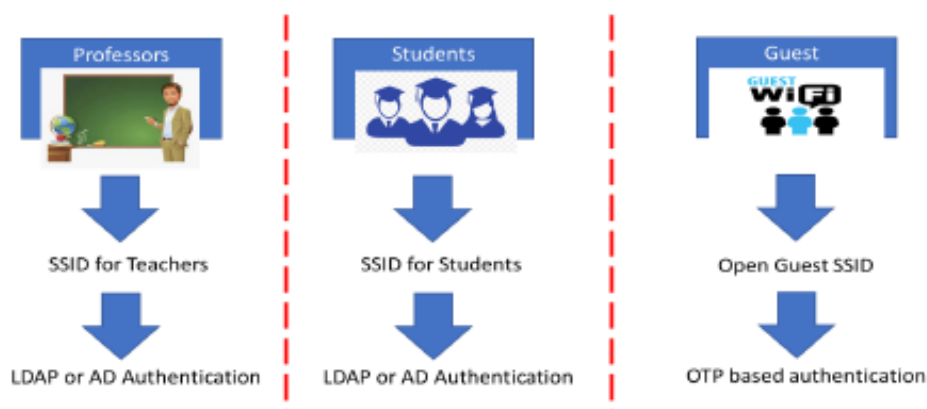 Professors
SSID for Teachers
LDAP or AD Authentication
Students
SSID for Students
LDAP or AD Authentication
Guest
GUEST
WiFi
Open Guest SSID
OTP based authentication